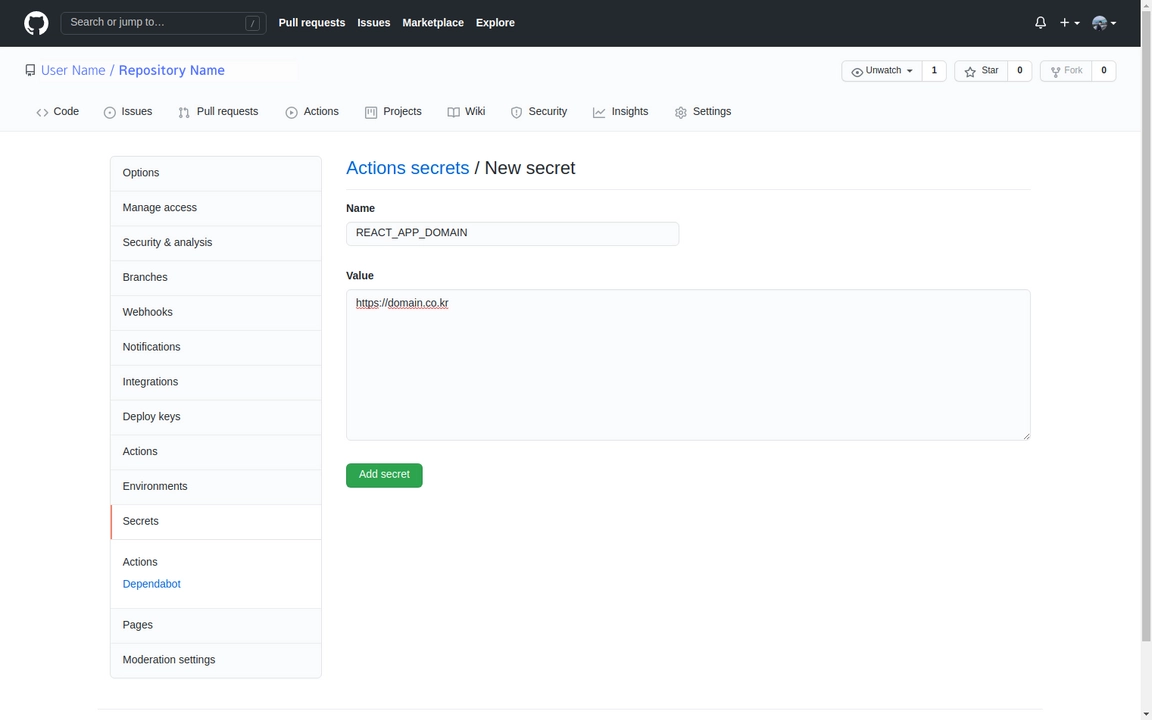 Search or jump to… /
Pull requests Issues Marketplace Explore
User Name / Repository Name
Unwatch 1 Star 0 Fork 0
Code Issues Pull requests Actions Projects Wiki Security Insights Settings
Options
Manage access
Security & analysis
Branches
Webhooks
Notifications
Integrations
Deploy keys
Actions
Environments
Secrets
Actions
Dependabot
Pages
Moderation settings
Actions secrets / New secret
Name
REACT_APP_DOMAIN
Value
https://domain.co.kr
Add secret